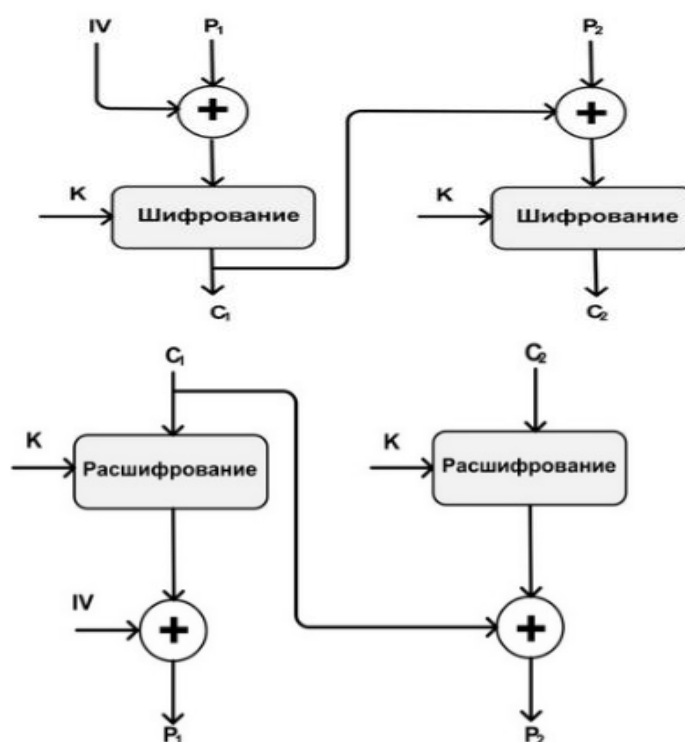 IV P₁ P₂
K Шифрование K Шифрование
C₁ C₂
C₁ C₂
K Расшифрование K Расшифрование
IV
P₁ P₂